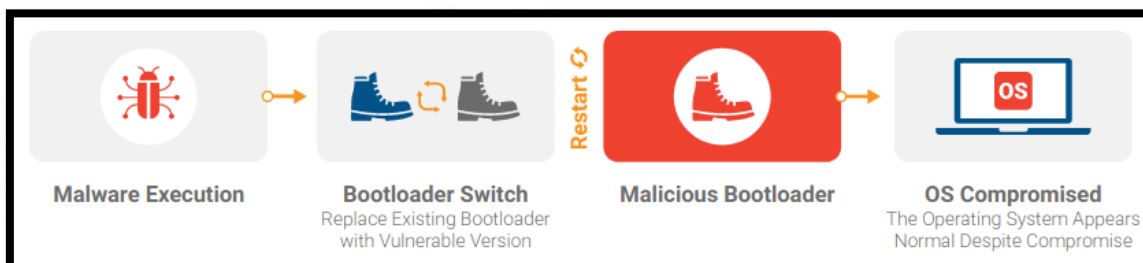 Malware Execution
Bootloader Switch
Replace Existing Bootloader
with Vulnerable Version
Restart
Malicious Bootloader
OS
OS Compromised
The Operating System Appears
Normal Despite Compromise